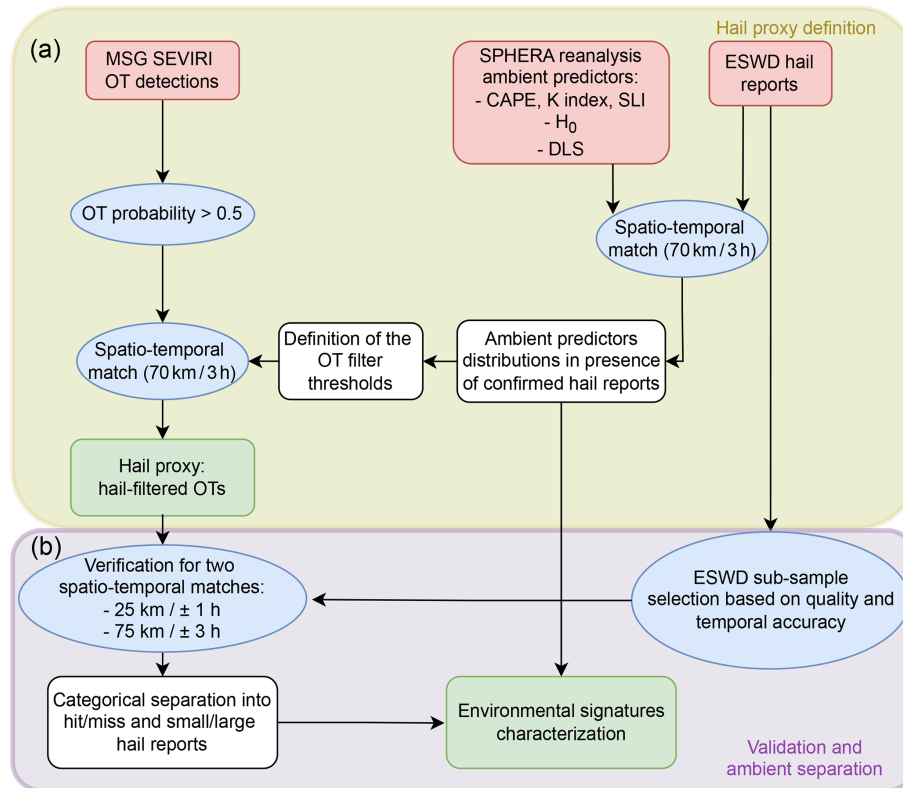 (a)
Hail proxy definition
MSG SEVIRI
OT detections
SPHERA reanalysis
ambient predictors:
- CAPE, K index, SLI
- H₀
- DLS
ESWD hail
reports
OT probability > 0.5
Spatio-temporal
match (70 km / 3 h)
Spatio-temporal
match (70 km / 3 h)
Definition of the
OT filter
thresholds
Ambient predictors
distributions in presence
of confirmed hail reports
Hail proxy:
hail-filtered OTs
(b)
Verification for two
spatio-temporal matches:
- 25 km / ± 1 h
- 75 km / ± 3 h
ESWD sub-sample
selection based on quality and
temporal accuracy
Categorical separation into
hit/miss and small/large
hail reports
Environmental signatures
characterization
Validation and
ambient separation